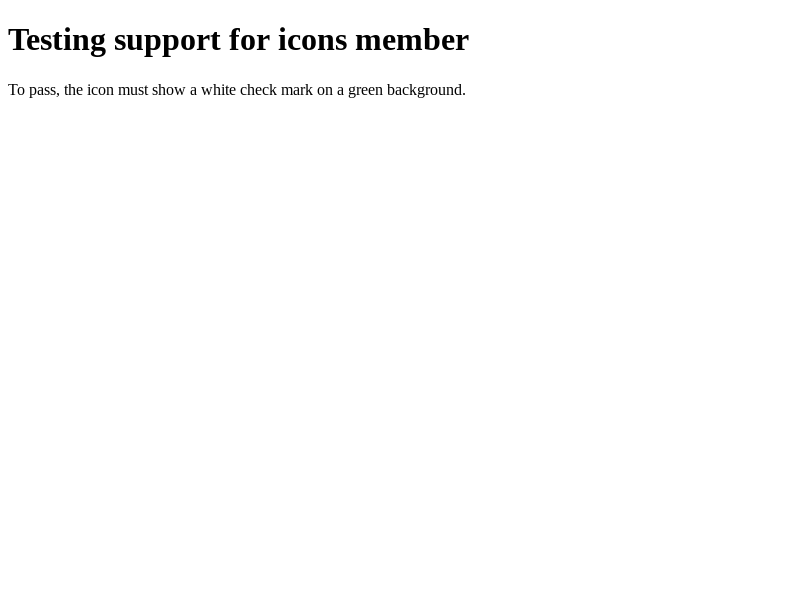 Testing support for icons member
To pass, the icon must show a white check mark on a green background.